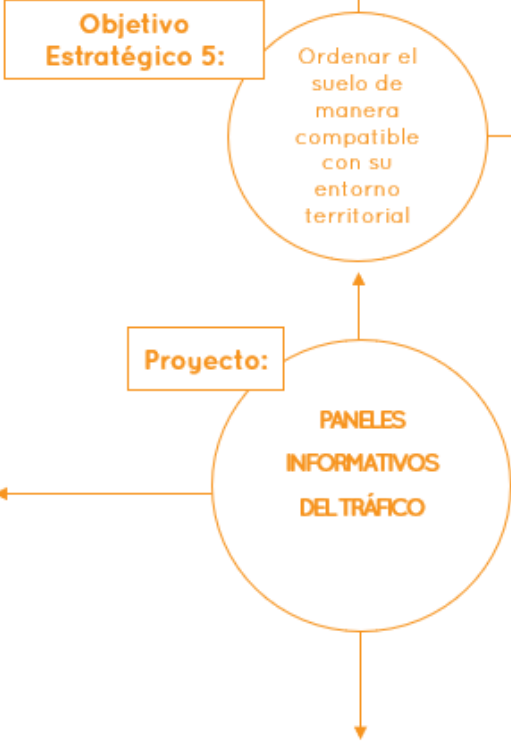 Objetivo
Estratégico 5:
Ordenar el
suelo de
manera
compatible
con su
entorno
territorial
Proyecto:
PANELES
INFORMATIVOS
DEL TRÁFICO